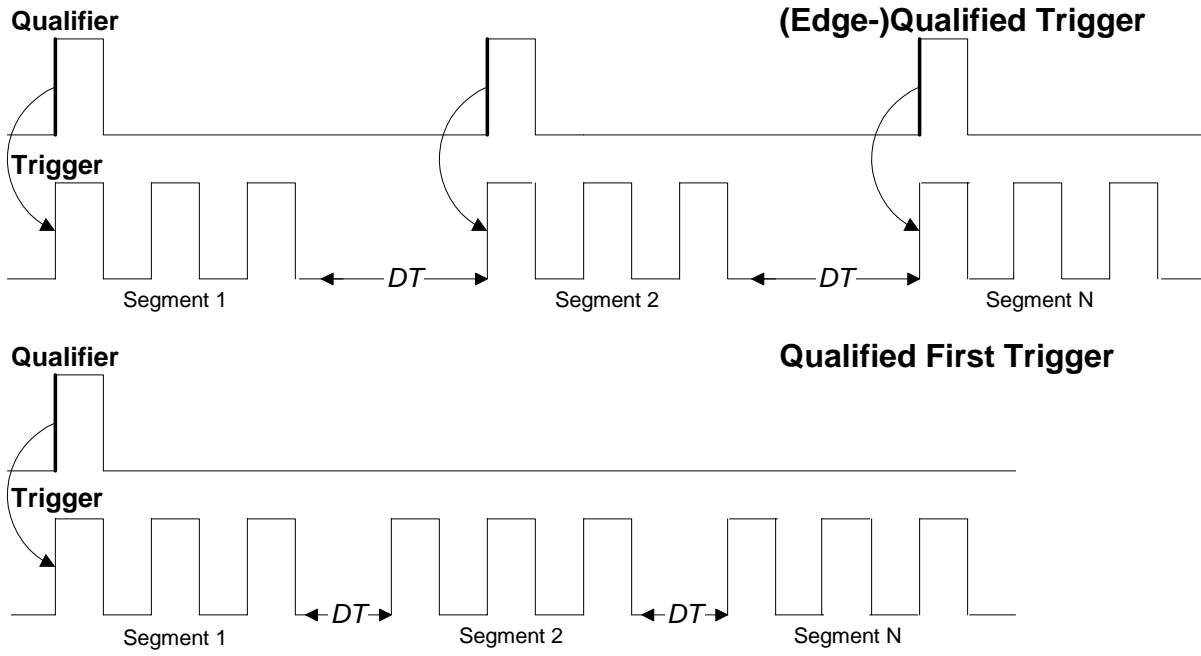 (Edge-)Qualified Trigger
Qualifier
Trigger
DT
DT
Segment 1
Segment 2
Segment N
Qualified First Trigger
Qualifier
Trigger
DT
DT
Segment 1
Segment 2
Segment N